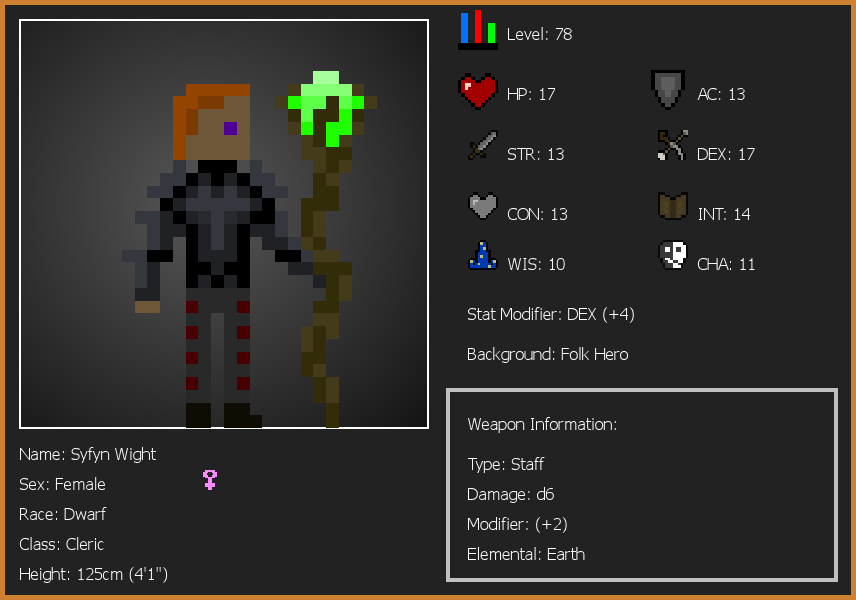 Level: 78
HP: 17
AC: 13
STR: 13
DEX: 17
CON: 13
INT: 14
WIS: 10
CHA: 11
Stat Modifier: DEX (+4)
Background: Folk Hero
Weapon Information:
Type: Staff
Damage: d6
Modifier: (+2)
Elemental: Earth
Name: Syfyn Wight
Sex: Female
Race: Dwarf
Class: Cleric
Height: 125cm (4'1")